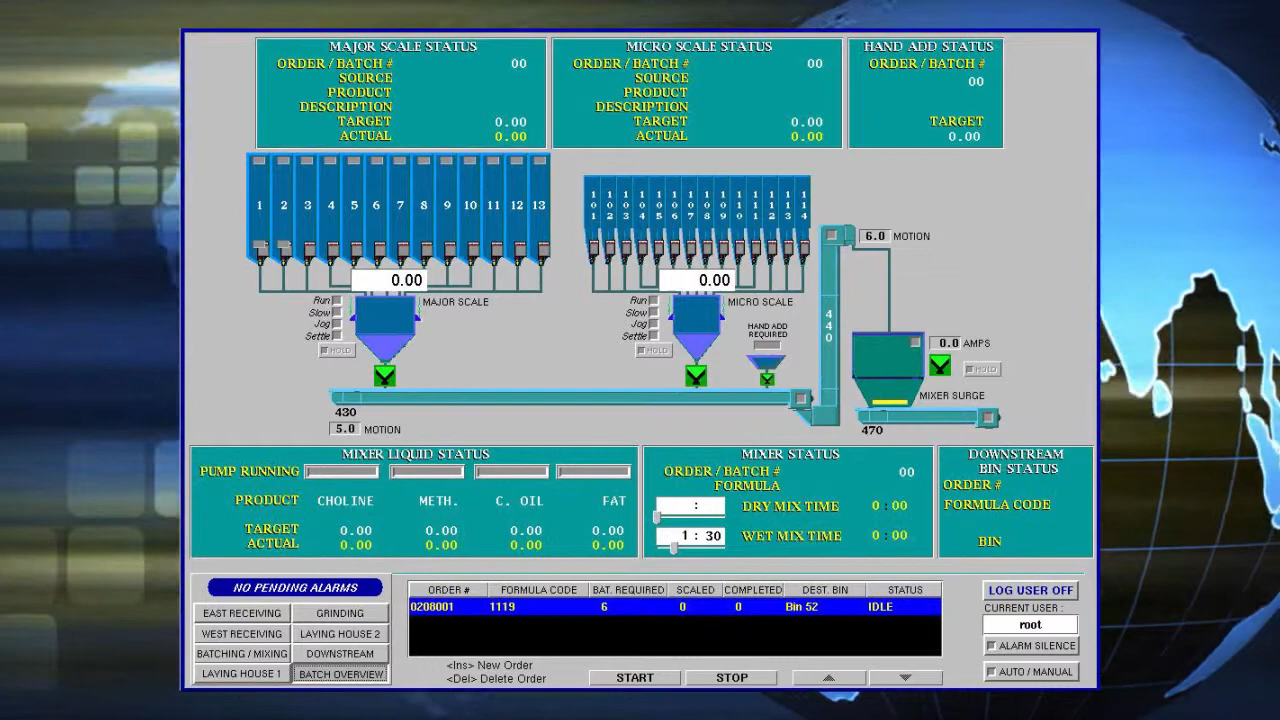 MAJOR SCALE STATUS
ORDER / BATCH # 00
SOURCE
PRODUCT
DESCRIPTION
TARGET 0.00
ACTUAL 0.00
MICRO SCALE STATUS
ORDER / BATCH # 00
SOURCE
PRODUCT
DESCRIPTION
TARGET 0.00
ACTUAL 0.00
HAND ADD STATUS
ORDER / BATCH #
00
TARGET
0.00
1 2 3 4 5 6 7 8 9 10 11 12 13
101 102 103 104 105 106 107 108 109 110 111 112 113 114
6.0 MOTION
0.00
0.00
Run
Slow
Jog
Settle
HOLD
MAJOR SCALE
Run
Slow
Jog
Settle
HOLD
MICRO SCALE
HAND ADD
REQUIRED
440
0.0 AMPS
HOLD
MIXER SURGE
430
5.0 MOTION
470
MIXER LIQUID STATUS
PUMP RUNNING
PRODUCT CHOLINE METH. C. OIL FAT
TARGET 0.00 0.00 0.00 0.00
ACTUAL 0.00 0.00 0.00 0.00
MIXER STATUS
ORDER / BATCH # 00
FORMULA
: DRY MIX TIME 0 : 00
1 : 30 WET MIX TIME 0 : 00
DOWNSTREAM
BIN STATUS
ORDER #
FORMULA CODE
BIN
NO PENDING ALARMS
EAST RECEIVING GRINDING
WEST RECEIVING LAYING HOUSE 2
BATCHING / MIXING DOWNSTREAM
LAYING HOUSE 1 BATCH OVERVIEW
ORDER # FORMULA CODE BAT. REQUIRED SCALED COMPLETED DEST. BIN STATUS
0208001 1119 6 0 0 Bin 52 IDLE
<Ins> New Order
<Del> Delete Order
START STOP
LOG USER OFF
CURRENT USER :
root
ALARM SILENCE
AUTO / MANUAL